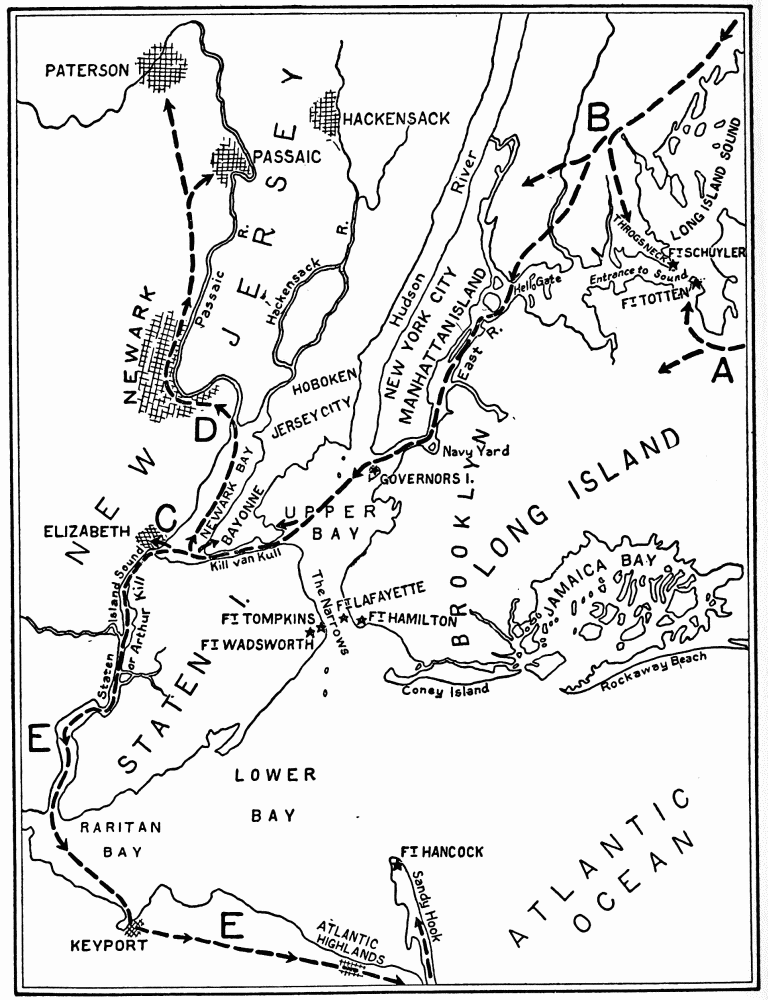 PATERSON
HACKENSACK
PASSAIC
B
LONG ISLAND SOUND
THROGSNECK
FT SCHUYLER
Entrance to Sound
FT TOTTEN
A
River
Hudson
R.
R.
Passaic
Hackensack
NEW JERSEY
NEWARK
D
HOBOKEN
JERSEY CITY
NEW YORK CITY
MANHATTAN ISLAND
Hell Gate
East R.
Navy Yard
GOVERNORS I.
BROOKLYN
LONG ISLAND
C
ELIZABETH
NEWARK BAY
BAYONNE
UPPER
BAY
Kill van Kull
The Narrows
FT LAFAYETTE
FT TOMPKINS
FT HAMILTON
FT WADSWORTH
Staten Island Sound
or Arthur Kill
STATEN I.
JAMAICA BAY
Coney Island
Rockaway Beach
E
LOWER
BAY
RARITAN
BAY
FT HANCOCK
Sandy Hook
ATLANTIC
OCEAN
KEYPORT
E
ATLANTIC
HIGHLANDS